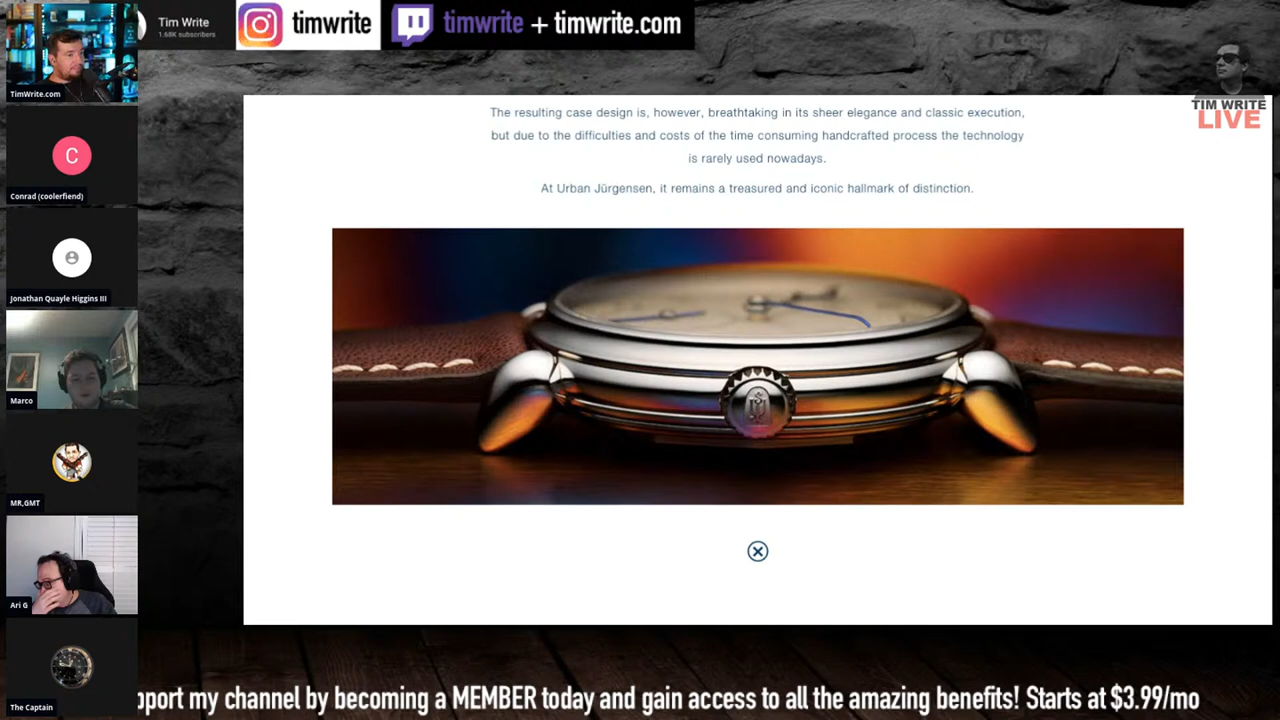 Tim Write
1.68K subscribers
timwrite
timwrite + timwrite.com
TimWrite.com
TIM WRITE
LIVE
The resulting case design is, however, breathtaking in its sheer elegance and classic execution,
but due to the difficulties and costs of the time consuming handcrafted process the technology
is rarely used nowadays.
At Urban Jürgensen, it remains a treasured and iconic hallmark of distinction.
C
Conrad (coolerfiend)
Jonathan Quayle Higgins III
Marco
MR,GMT
Ari G
The Captain
pport my channel by becoming a MEMBER today and gain access to all the amazing benefits! Starts at $3.99/mo